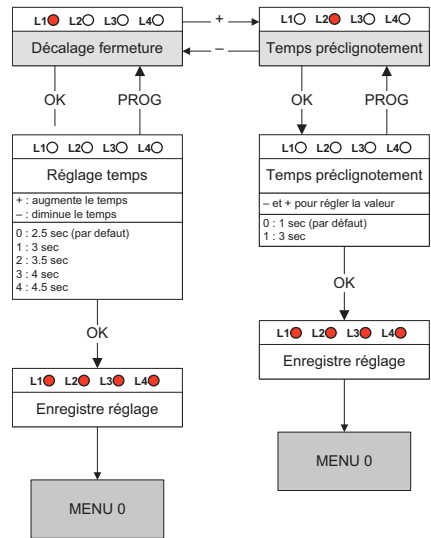 L1 L2 L3 L4
Décalage fermeture
+
–
L1 L2 L3 L4
Temps préclignotement
OK
PROG
OK
PROG
L1 L2 L3 L4
Réglage temps
+ : augmente le temps
– : diminue le temps
0 : 2.5 sec (par defaut)
1 : 3 sec
2 : 3.5 sec
3 : 4 sec
4 : 4.5 sec
L1 L2 L3 L4
Temps préclignotement
– et + pour régler la valeur
0 : 1 sec (par défaut)
1 : 3 sec
OK
OK
L1 L2 L3 L4
Enregistre réglage
L1 L2 L3 L4
Enregistre réglage
MENU 0
MENU 0